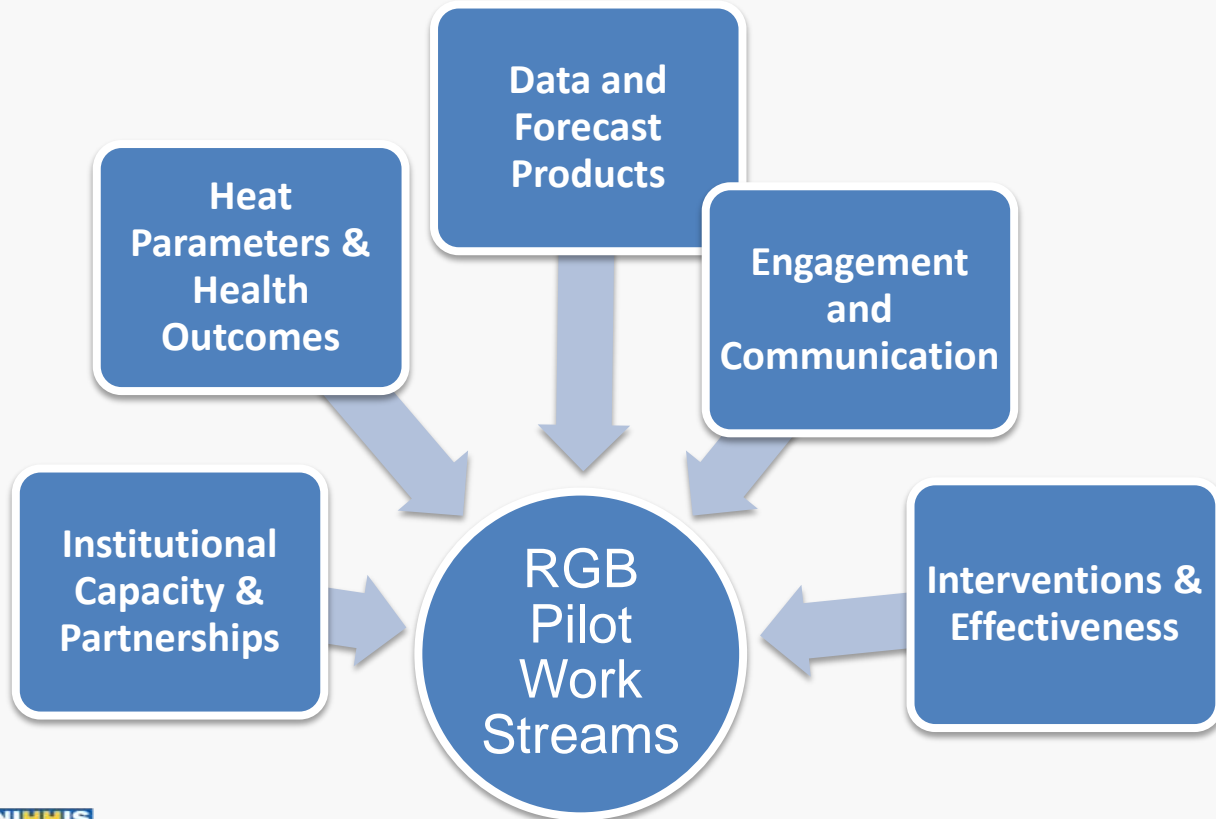 Data and
Forecast
Products
Heat
Parameters &
Health
Outcomes
Engagement
and
Communication
Institutional
Capacity &
Partnerships
Interventions &
Effectiveness
RGB
Pilot
Work
Streams